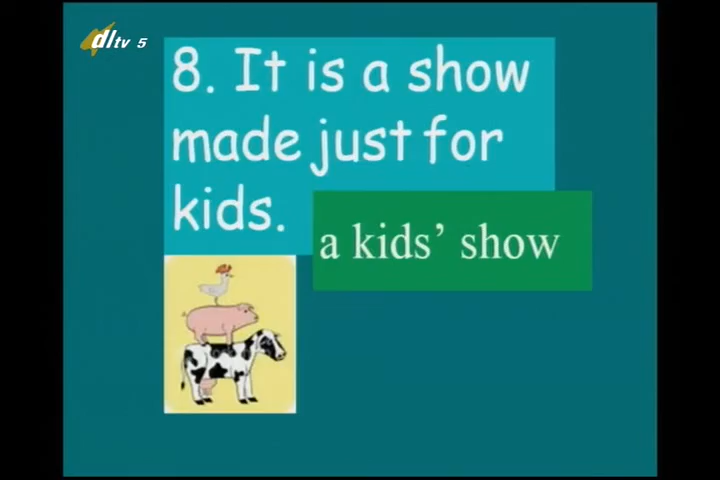 dltv 5
8. It is a show
made just for
kids.
a kids’ show